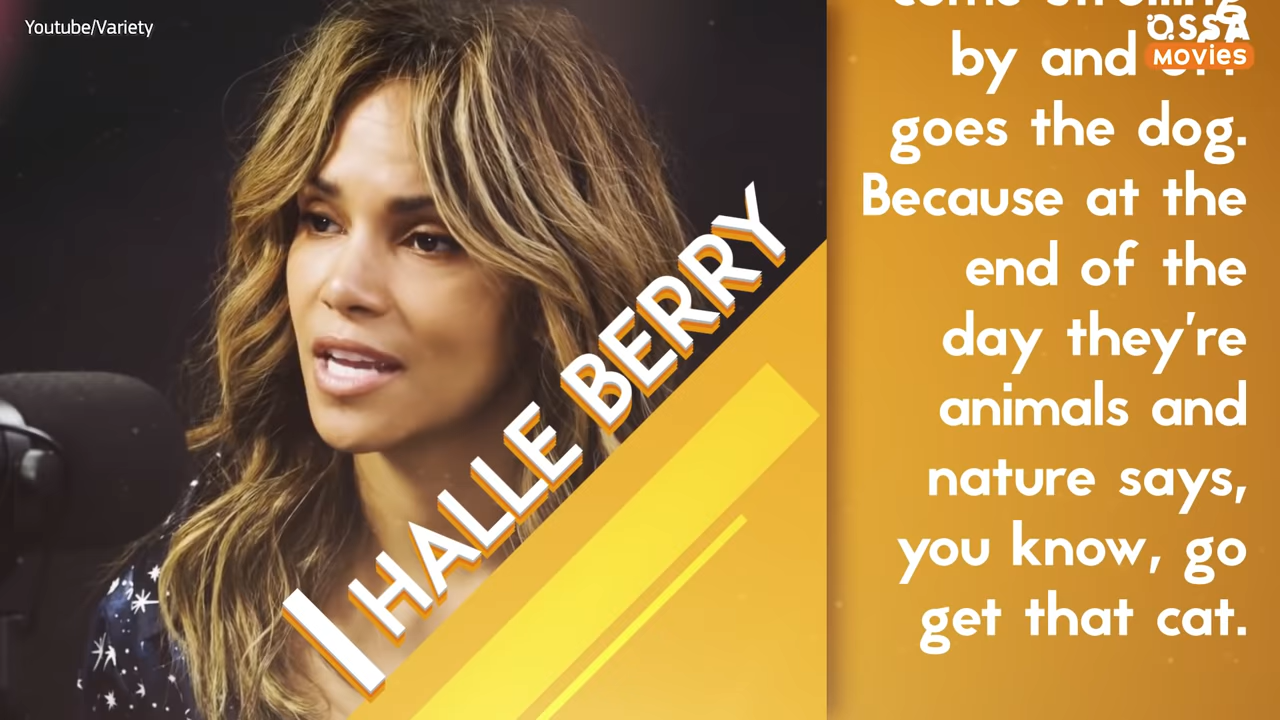 Youtube/Variety
OSSA
MOVIES
by and
goes the dog.
Because at the
end of the
day they're
animals and
nature says,
you know, go
get that cat.
HALLE BERRY